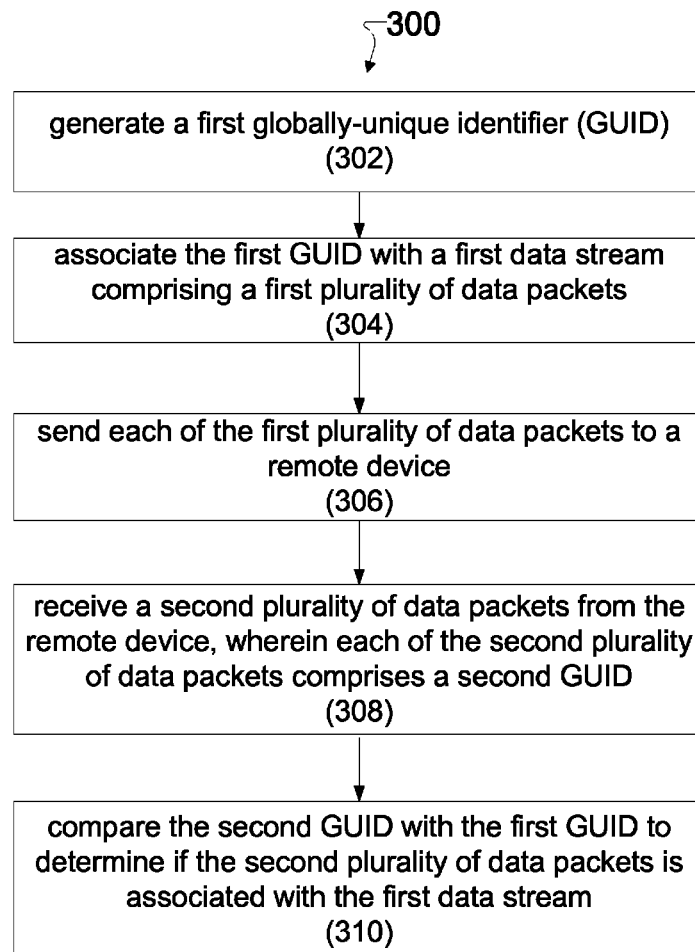 300
generate a first globally-unique identifier (GUID)
(302)
associate the first GUID with a first data stream
comprising a first plurality of data packets
(304)
send each of the first plurality of data packets to a
remote device
(306)
receive a second plurality of data packets from the
remote device, wherein each of the second plurality
of data packets comprises a second GUID
(308)
compare the second GUID with the first GUID to
determine if the second plurality of data packets is
associated with the first data stream
(310)